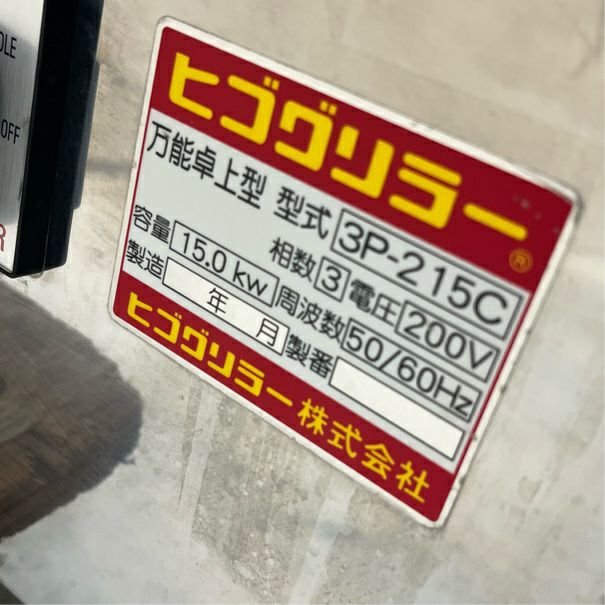 OLE
OFF
R
ヒゴグリラー®
万能卓上型 型式 3P-215C
相数 3 電圧 200V
容量 15.0 kw 周波数 50/60Hz
製造 年 月 製番
ヒゴグリラー株式会社